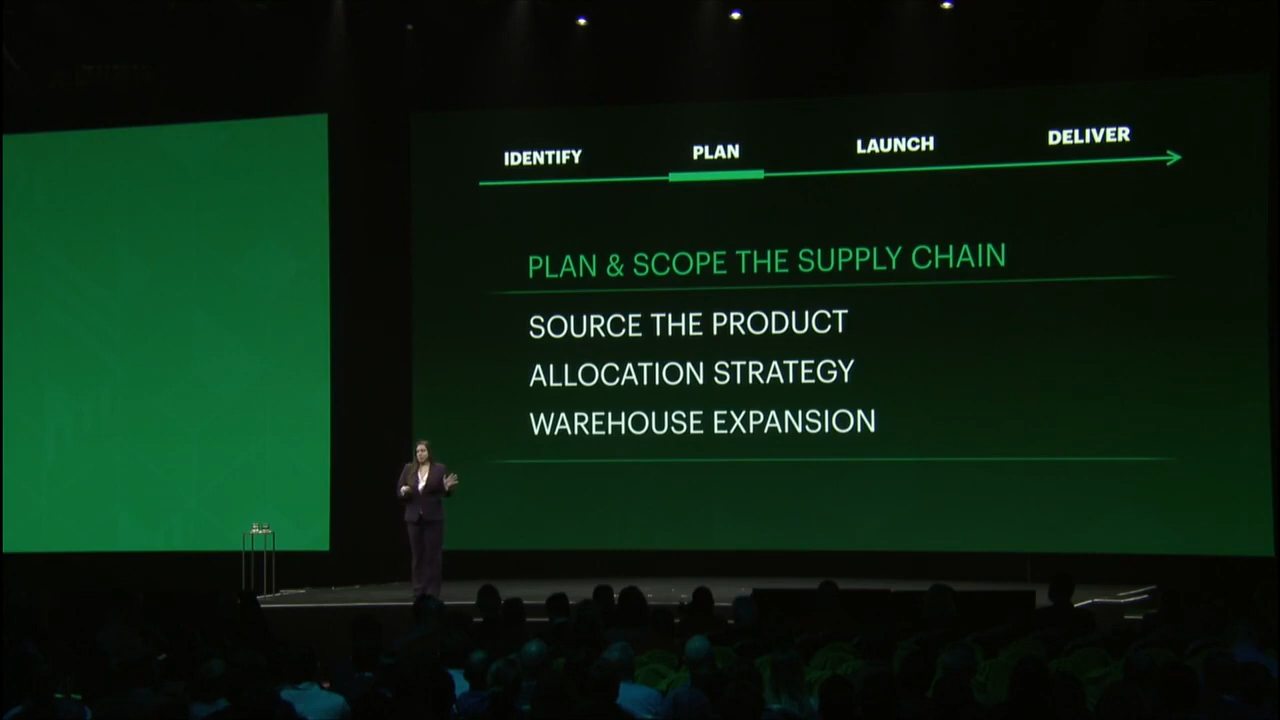 IDENTIFY PLAN LAUNCH DELIVER
PLAN & SCOPE THE SUPPLY CHAIN
SOURCE THE PRODUCT
ALLOCATION STRATEGY
WAREHOUSE EXPANSION